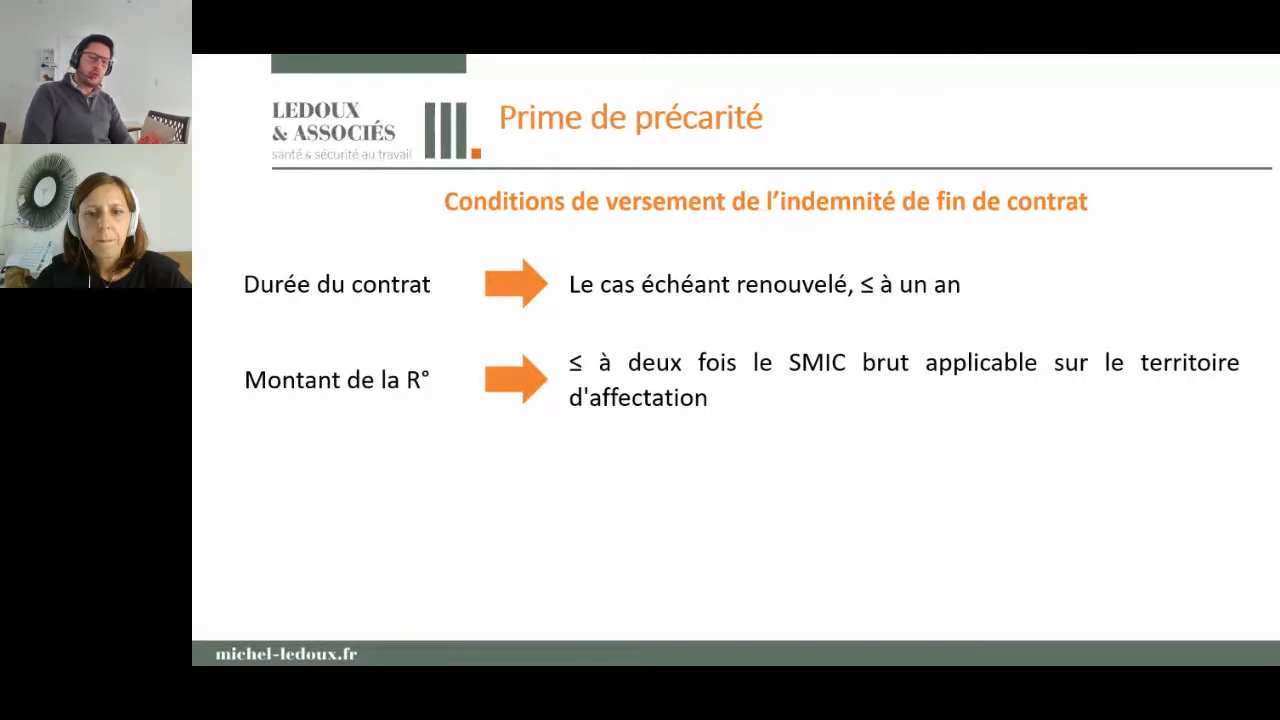 LEDOUX
& ASSOCIÉS
santé & sécurité au travail
Prime de précarité
Conditions de versement de l’indemnité de fin de contrat
Durée du contrat
Le cas échéant renouvelé, ≤ à un an
Montant de la R°
≤ à deux fois le SMIC brut applicable sur le territoire
d'affectation
michel-ledoux.fr